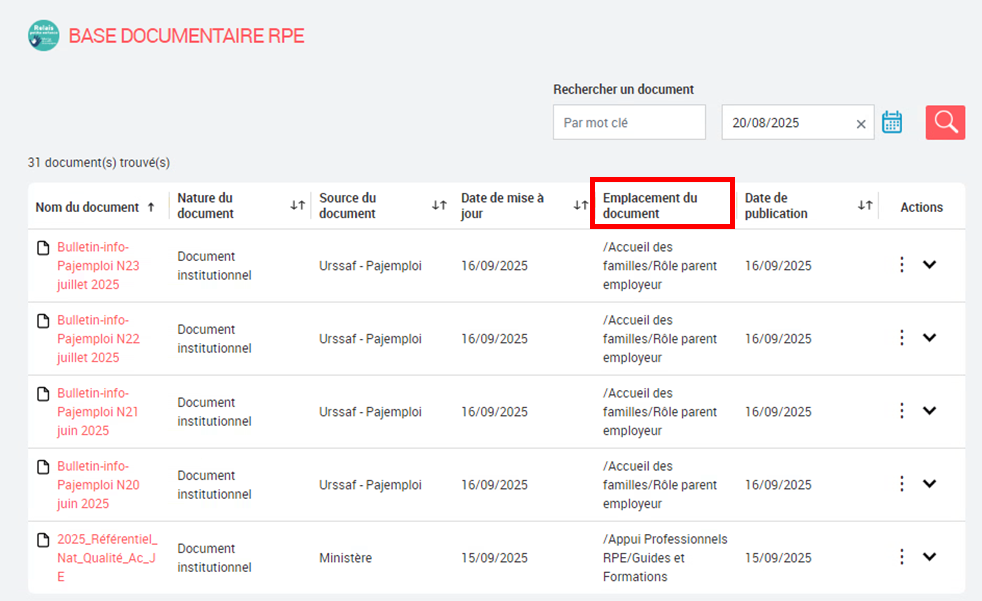 Relais
petite enfance
BASE DOCUMENTAIRE RPE
Rechercher un document
Par mot clé
20/08/2025
31 document(s) trouvé(s)
Nom du document
Nature du
document
Source du
document
Date de mise à
jour
Emplacement du
document
Date de
publication
Actions
Bulletin-info-
Pajemploi N23
juillet 2025
Document
institutionnel
Urssaf - Pajemploi
16/09/2025
/Accueil des
familles/Rôle parent
employeur
16/09/2025
Bulletin-info-
Pajemploi N22
juillet 2025
Document
institutionnel
Urssaf - Pajemploi
16/09/2025
/Accueil des
familles/Rôle parent
employeur
16/09/2025
Bulletin-info-
Pajemploi N21
juin 2025
Document
institutionnel
Urssaf - Pajemploi
16/09/2025
/Accueil des
familles/Rôle parent
employeur
16/09/2025
Bulletin-info-
Pajemploi N20
juin 2025
Document
institutionnel
Urssaf - Pajemploi
16/09/2025
/Accueil des
familles/Rôle parent
employeur
16/09/2025
2025_Référentiel_
Nat_Qualité_Ac_J
E
Document
institutionnel
Ministère
15/09/2025
/Appui Professionnels
RPE/Guides et
Formations
15/09/2025